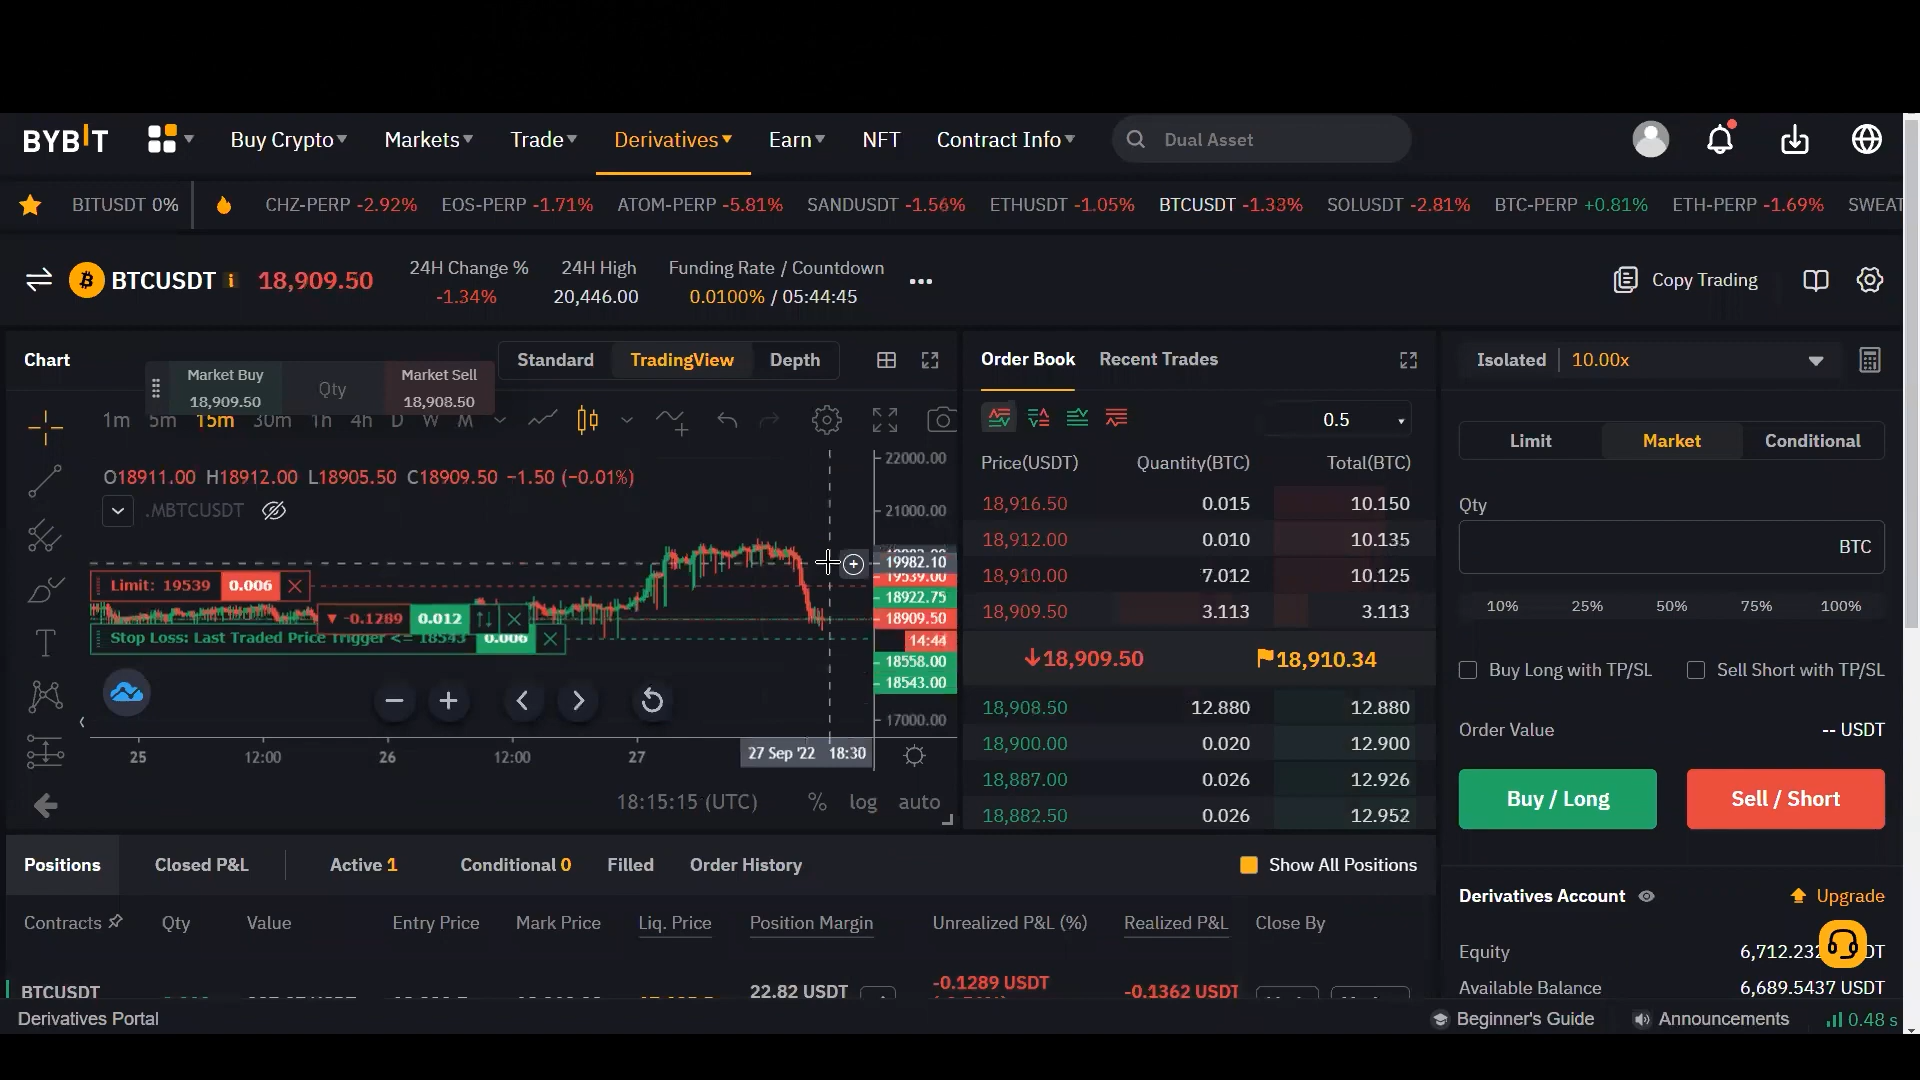 BYBIT Buy Crypto Markets Trade Derivatives Earn NFT Contract Info Dual Asset
BITUSDT 0% CHZ-PERP -2.92% EOS-PERP -1.71% ATOM-PERP -5.81% SANDUSDT -1.56% ETHUSDT -1.05% BTCUSDT -1.33% SOLUSDT -2.81% BTC-PERP +0.81% ETH-PERP -1.69% SWEAT
BTCUSDT 18,909.50
24H Change % 24H High Funding Rate / Countdown
-1.34% 20,446.00 0.0100% / 05:44:45
Copy Trading
Chart Standard TradingView Depth
Market Buy Qty Market Sell
18,909.50 18,908.50
1m 5m 15m 30m 1h 4h D W M
O18911.00 H18912.00 L18905.50 C18909.50 −1.50 (−0.01%)
.MBTCUSDT
Limit: 19539 0.006
-0.1289 0.012
Stop Loss: Last Traded Price Trigger <= 18543 0.006
22000.00
21000.00
19982.10
19539.00
18922.75
18909.50
14:44
18558.00
18543.00
17000.00
25 12:00 26 12:00 27 27 Sep '22 18:30
18:15:15 (UTC) % log auto
Order Book Recent Trades
0.5
Price(USDT) Quantity(BTC) Total(BTC)
18,916.50 0.015 10.150
18,912.00 0.010 10.135
18,910.00 7.012 10.125
18,909.50 3.113 3.113
18,909.50 18,910.34
18,908.50 12.880 12.880
18,900.00 0.020 12.900
18,887.00 0.026 12.926
18,882.50 0.026 12.952
Isolated 10.00x
Limit Market Conditional
Qty
BTC
10% 25% 50% 75% 100%
Buy Long with TP/SL Sell Short with TP/SL
Order Value -- USDT
Buy / Long Sell / Short
Derivatives Account Upgrade
Equity 6,712.232
Available Balance 6,689.5437 USDT
Positions Closed P&L Active 1 Conditional 0 Filled Order History Show All Positions
Contracts Qty Value Entry Price Mark Price Liq. Price Position Margin Unrealized P&L (%) Realized P&L Close By
BTCUSDT 22.82 USDT -0.1289 USDT -0.1362 USDT
Derivatives Portal Beginner's Guide Announcements 0.48 s